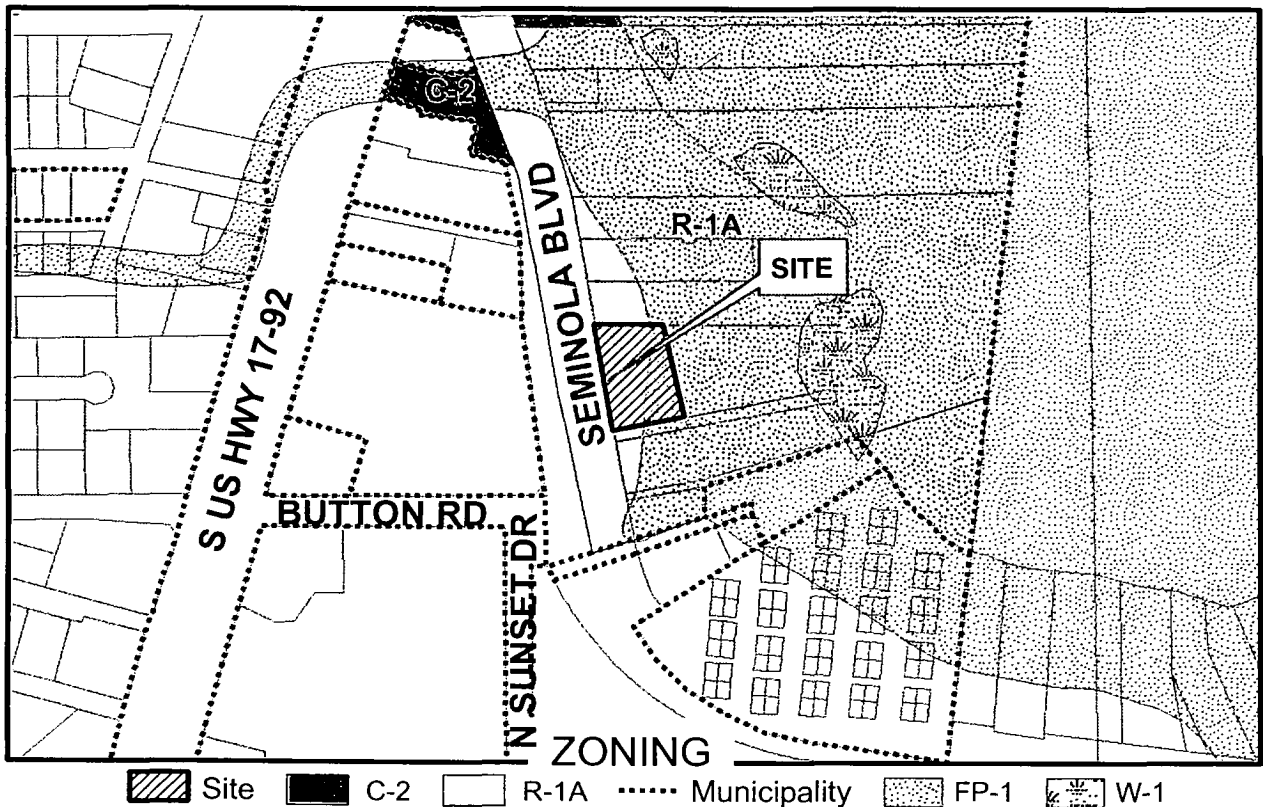 C-2
SEMINOLA BLVD
R-1A
SITE
S US HWY 17-92
BUTTON RD
N SUNSET DR
ZONING
Site C-2 R-1A Municipality FP-1 W-1